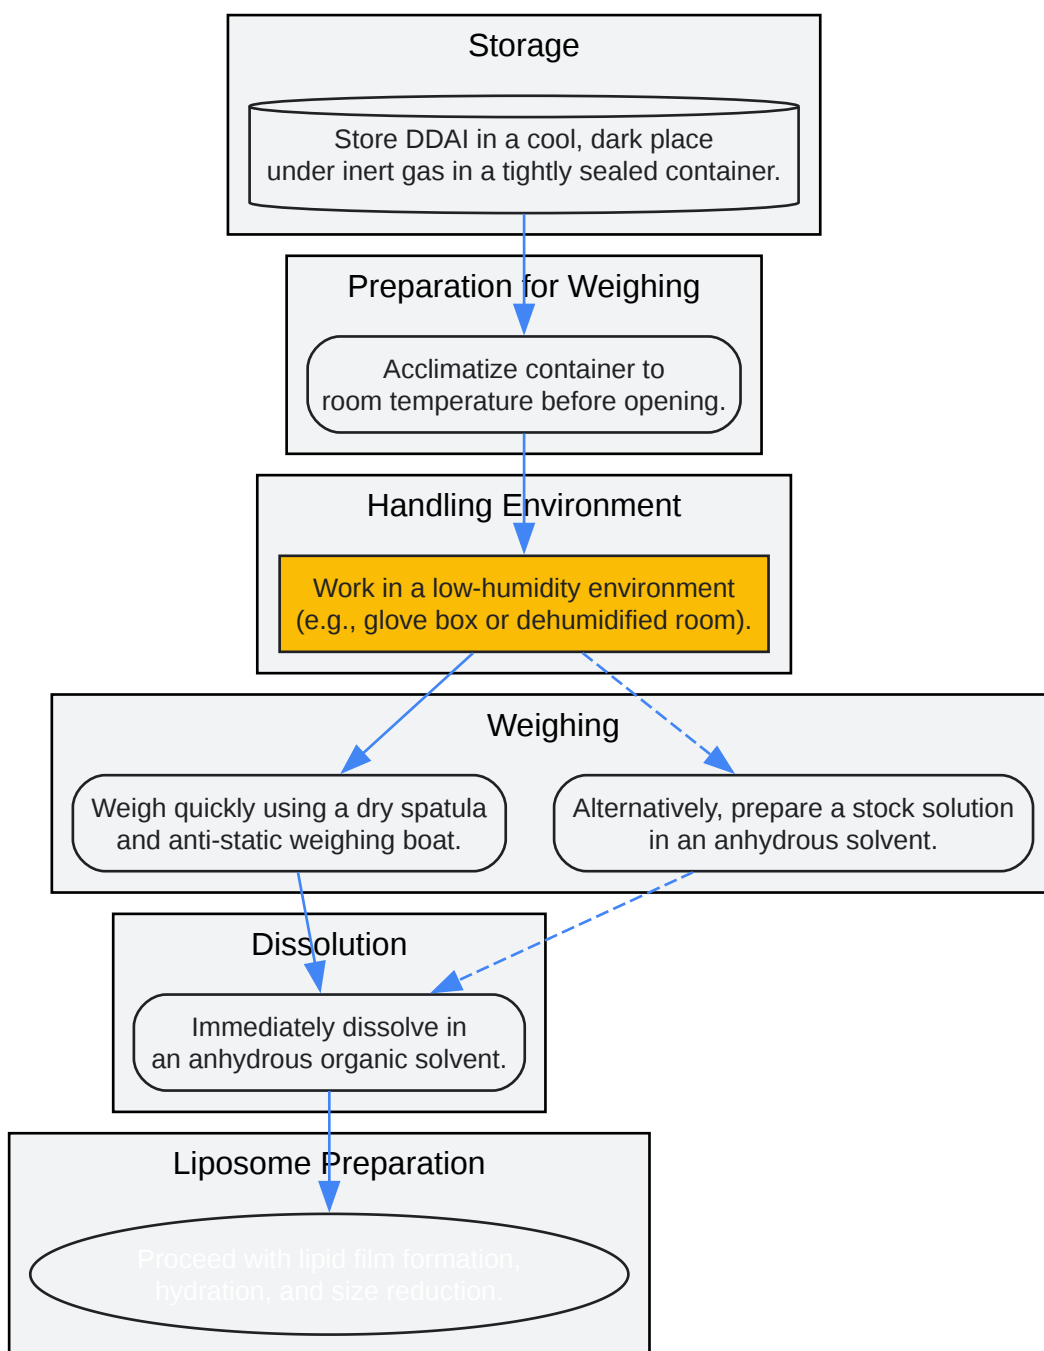 Storage
Store DDAI in a cool, dark place
under inert gas in a tightly sealed container.
Preparation for Weighing
Acclimatize container to
room temperature before opening.
Handling Environment
Work in a low-humidity environment
(e.g., glove box or dehumidified room).
Weighing
Weigh quickly using a dry spatula
and anti-static weighing boat.
Alternatively, prepare a stock solution
in an anhydrous solvent.
Dissolution
Immediately dissolve in
an anhydrous organic solvent.
Liposome Preparation
Proceed with lipid film formation,
hydration, and size reduction.